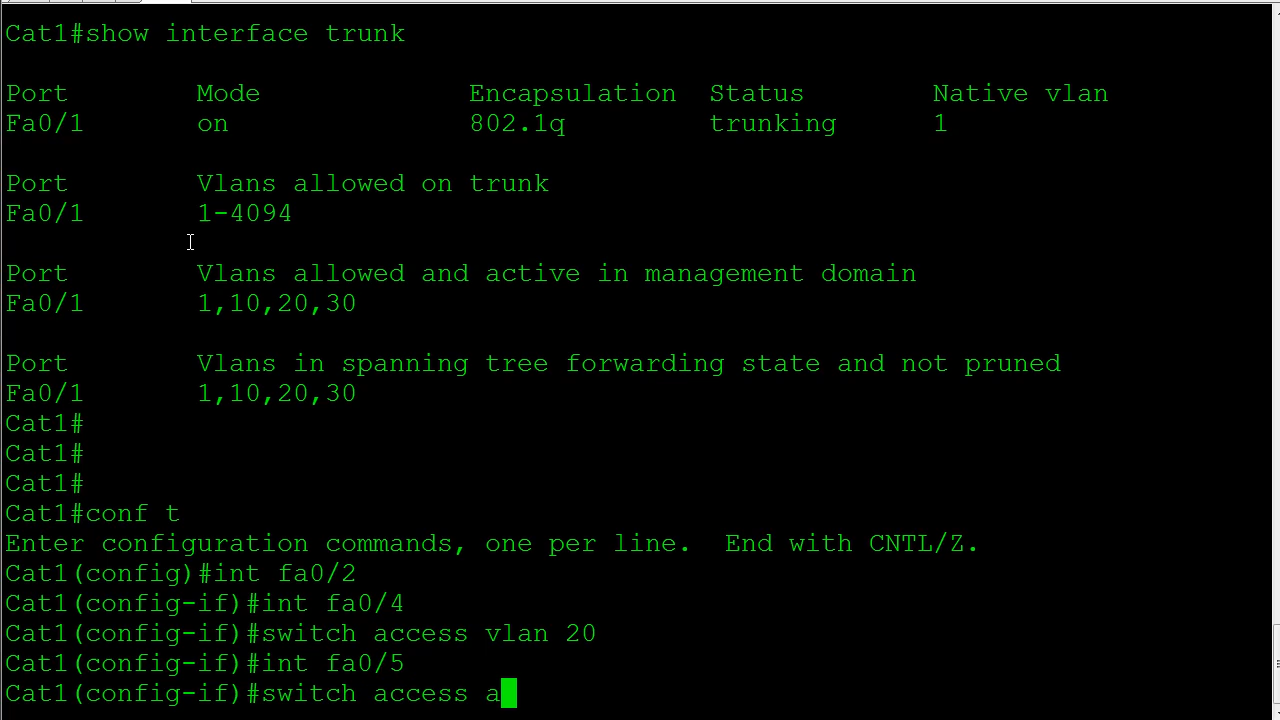 Cat1#show interface trunk
Port Mode Encapsulation Status Native vlan
Fa0/1 on 802.1q trunking 1
Port Vlans allowed on trunk
Fa0/1 1-4094
Port Vlans allowed and active in management domain
Fa0/1 1,10,20,30
Port Vlans in spanning tree forwarding state and not pruned
Fa0/1 1,10,20,30
Cat1#
Cat1#
Cat1#
Cat1#conf t
Enter configuration commands, one per line. End with CNTL/Z.
Cat1(config)#int fa0/2
Cat1(config-if)#int fa0/4
Cat1(config-if)#switch access vlan 20
Cat1(config-if)#int fa0/5
Cat1(config-if)#switch access a